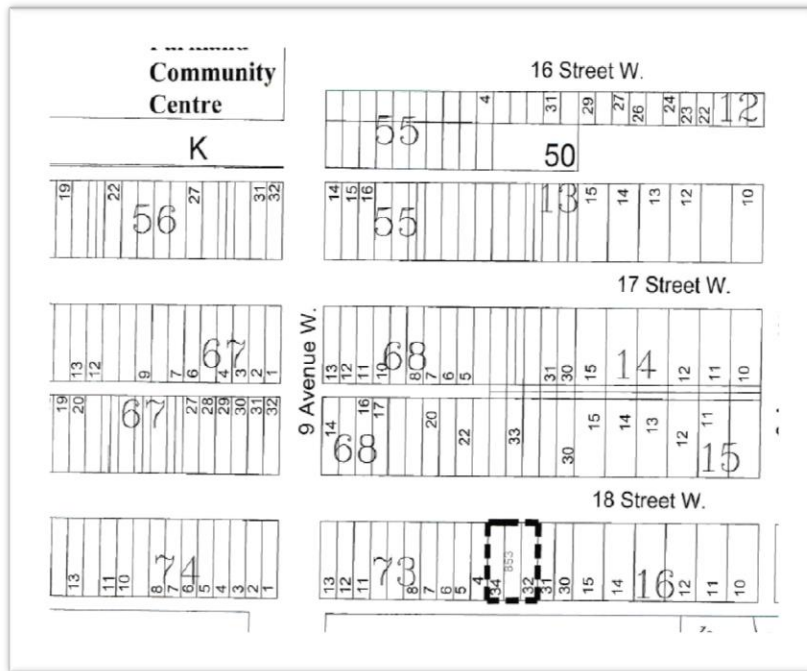 Parkland
Community
Centre
16 Street W.
4 31 29 27 26 24 23 22 12
55
K
50
19 22 27 31 32
56
14 15 16 13 15 14 13 12 10
55
17 Street W.
9 Avenue W.
13 12 9 7 6 67 4 3 2 1
13 12 11 10 68 8 7 6 5 31 30 15 14 12 11 10
19 20 67 27 28 29 30 31 32
14 68 16 17 20 22 33 30 15 14 13 12 11 15
18 Street W.
13 11 10 74 8 7 6 5 4 3 2 1
13 12 11 73 8 7 6 5 4 34 853 32 31 30 15 14 16 12 11 10